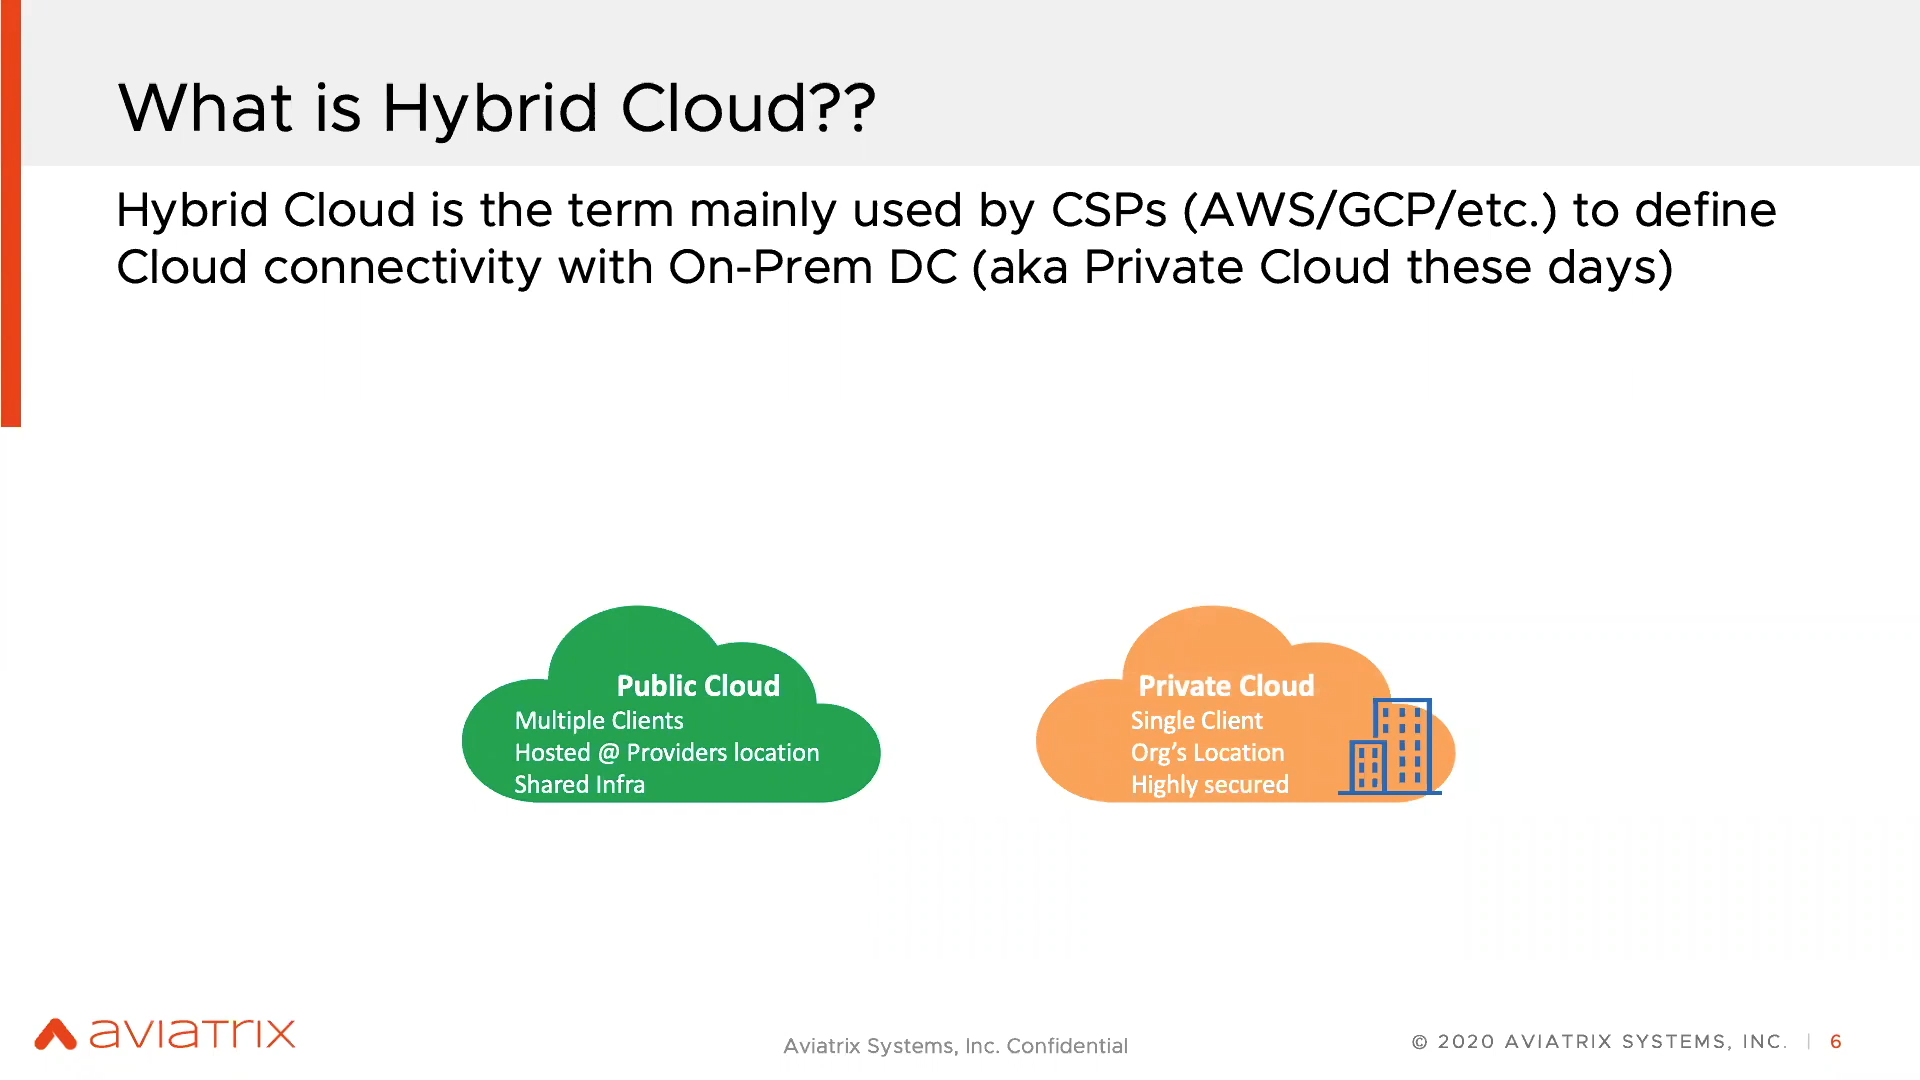 What is Hybrid Cloud??
Hybrid Cloud is the term mainly used by CSPs (AWS/GCP/etc.) to define
Cloud connectivity with On-Prem DC (aka Private Cloud these days)
Public Cloud
Multiple Clients
Hosted @ Providers location
Shared Infra
Private Cloud
Single Client
Org's Location
Highly secured
aviatrix
Aviatrix Systems, Inc. Confidential
© 2020 AVIATRIX SYSTEMS, INC. | 6